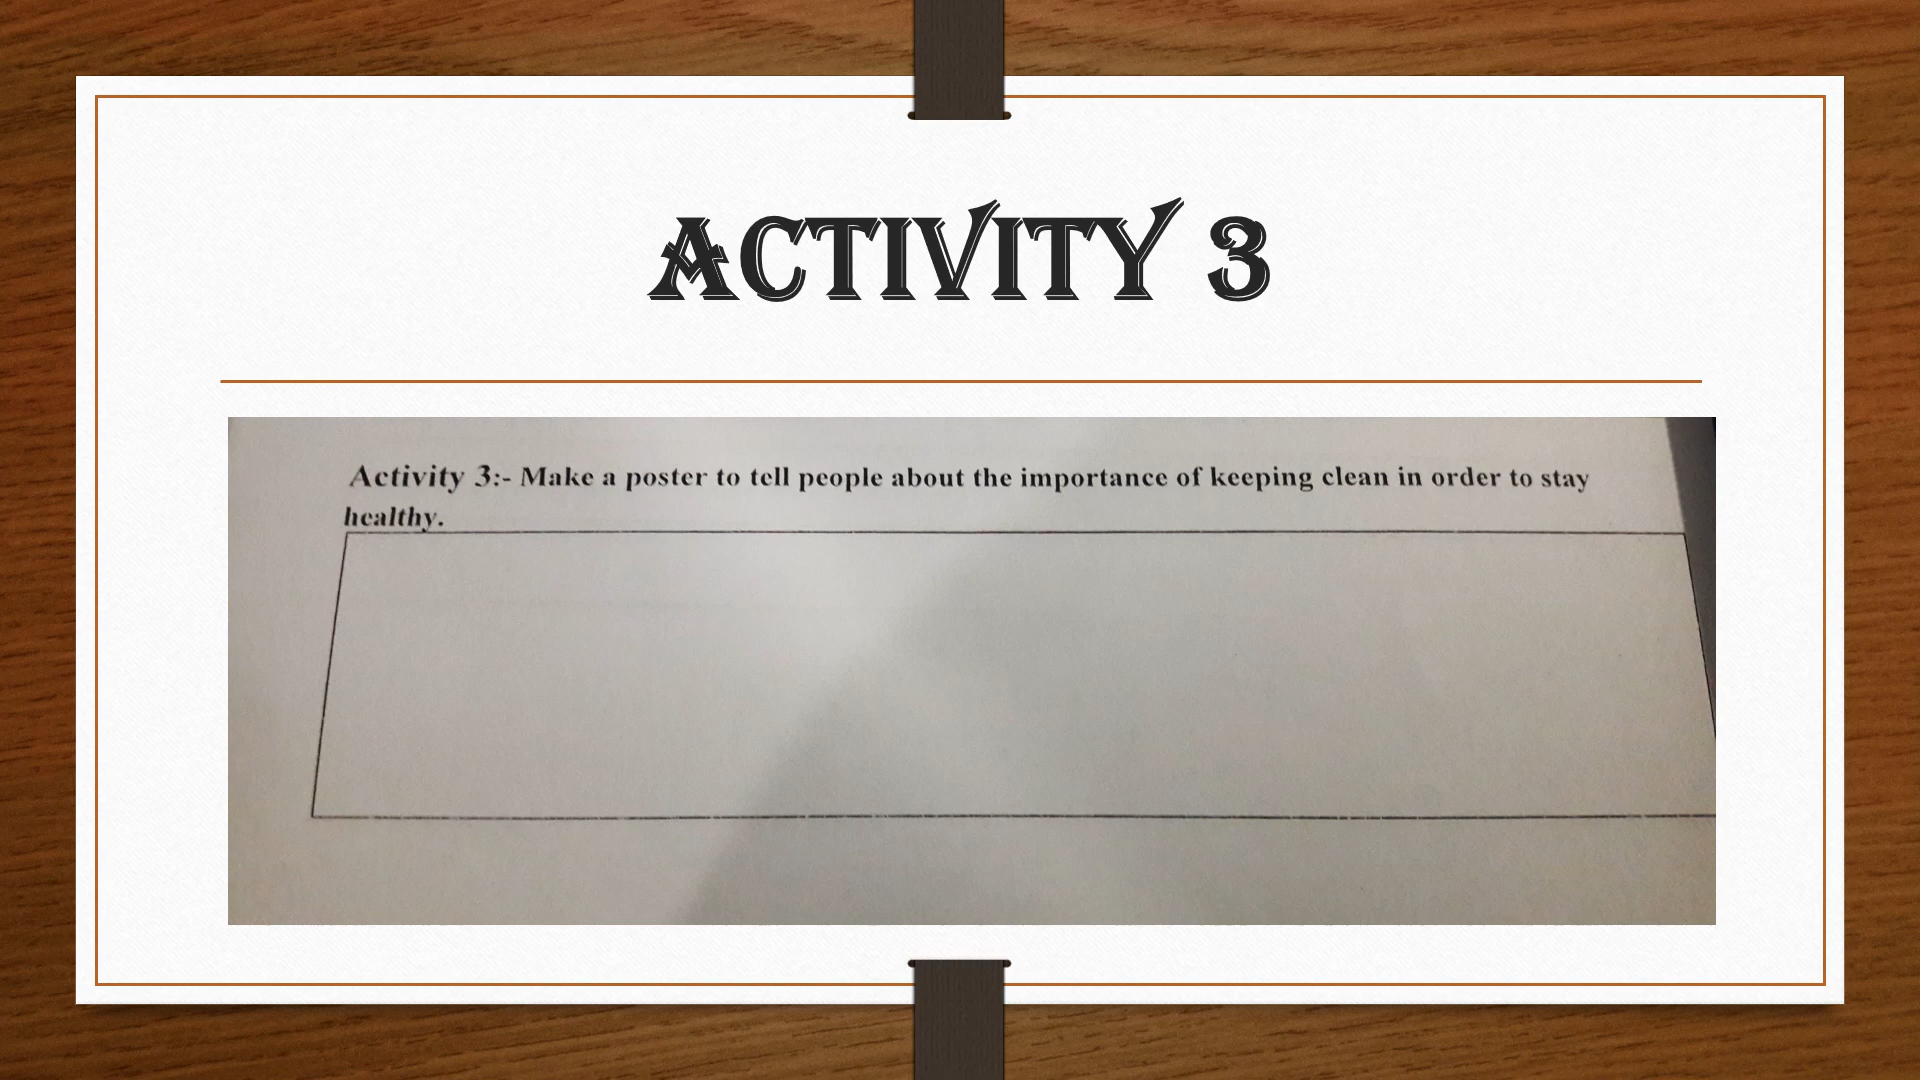 ACTIVITY 3
Activity 3:- Make a poster to tell people about the importance of keeping clean in order to stay
healthy.